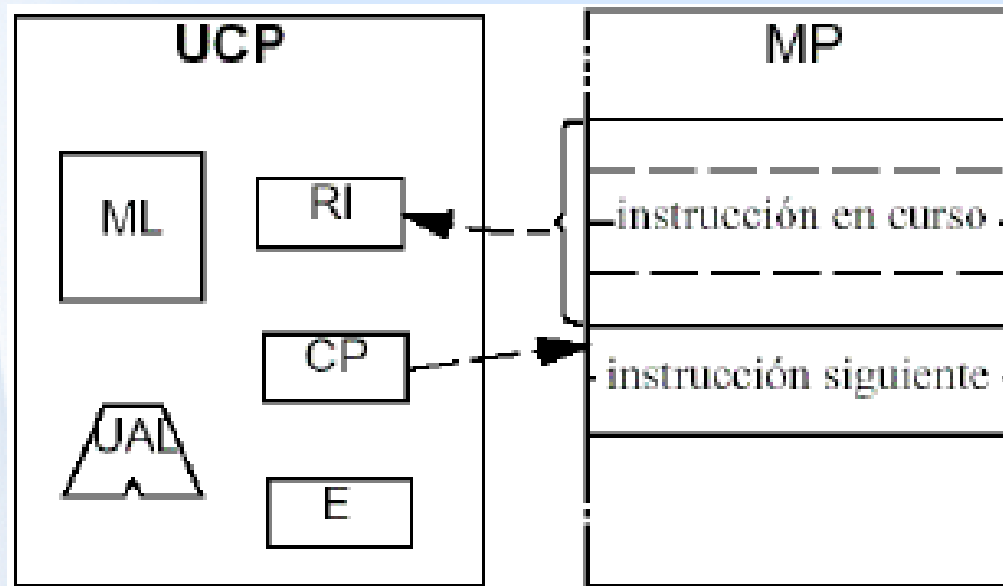 UCP
ML
RI
CP
UAL
E
MP
instrucción en curso
instrucción siguiente